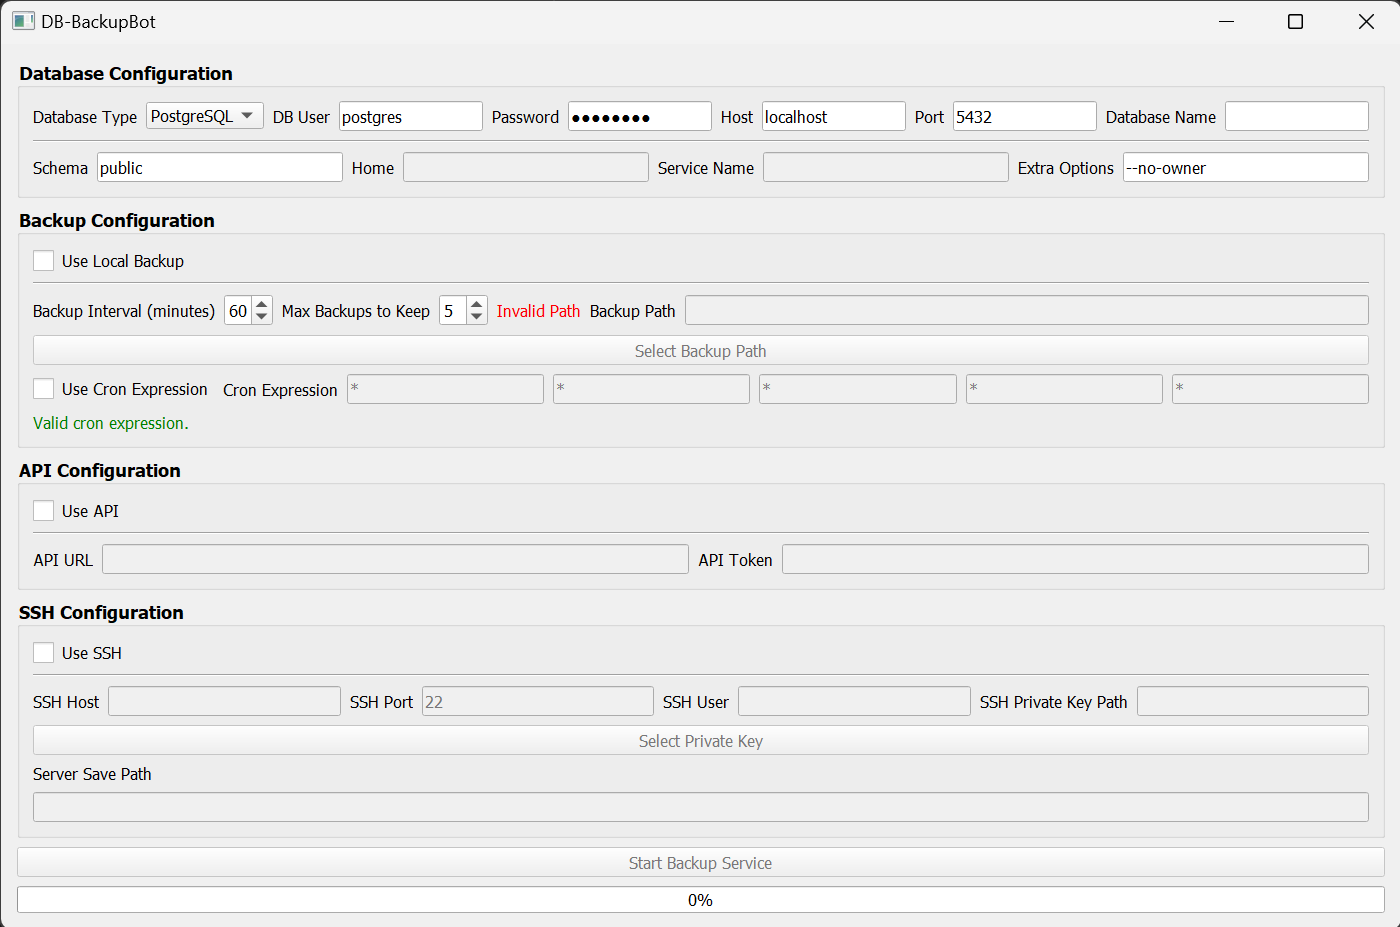 DB-BackupBot
Database Configuration
Database Type PostgreSQL DB User postgres Password ●●●●●●●● Host localhost Port 5432 Database Name
Schema public Home Service Name Extra Options --no-owner
Backup Configuration
Use Local Backup
Backup Interval (minutes) 60 Max Backups to Keep 5 Invalid Path Backup Path
Select Backup Path
Use Cron Expression Cron Expression * * * * *
Valid cron expression.
API Configuration
Use API
API URL API Token
SSH Configuration
Use SSH
SSH Host SSH Port 22 SSH User SSH Private Key Path
Select Private Key
Server Save Path
Start Backup Service
0%